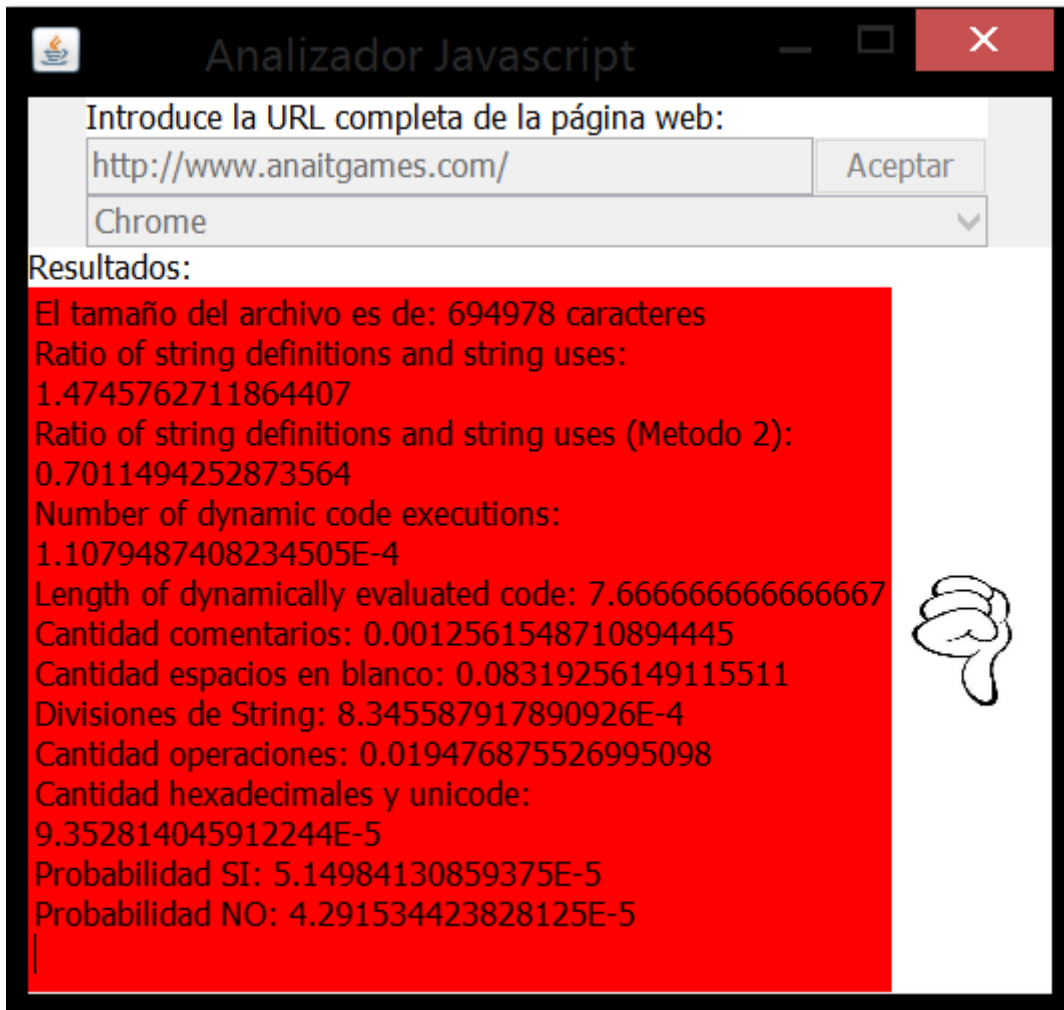 Analizador Javascript
Introduce la URL completa de la página web:
http://www.anaitgames.com/ Aceptar
Chrome
Resultados:
El tamaño del archivo es de: 694978 caracteres
Ratio of string definitions and string uses:
1.4745762711864407
Ratio of string definitions and string uses (Metodo 2):
0.7011494252873564
Number of dynamic code executions:
1.1079487408234505E-4
Length of dynamically evaluated code: 7.666666666666667
Cantidad comentarios: 0.0012561548710894445
Cantidad espacios en blanco: 0.08319256149115511
Divisiones de String: 8.345587917890926E-4
Cantidad operaciones: 0.019476875526995098
Cantidad hexadecimales y unicode:
9.352814045912244E-5
Probabilidad SI: 5.14984130859375E-5
Probabilidad NO: 4.291534423828125E-5